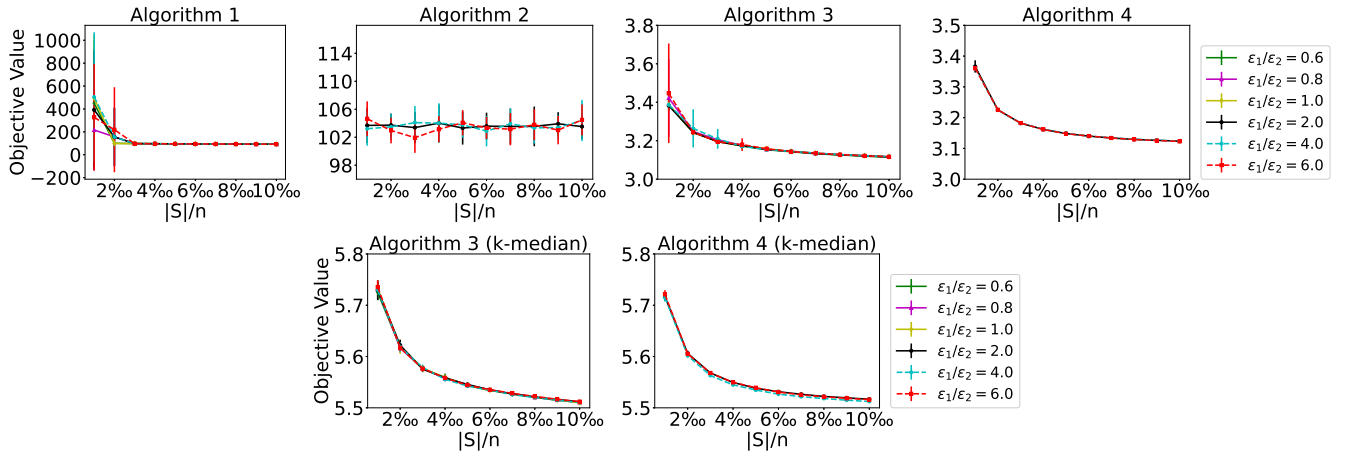 Algorithm 1
Objective Value
1000
800
600
400
200
0
−200
2‰ 4‰ 6‰ 8‰ 10‰
|S|/n
Algorithm 2
114
110
106
102
98
2‰ 4‰ 6‰ 8‰ 10‰
|S|/n
Algorithm 3
3.8
3.6
3.4
3.2
3.0
2‰ 4‰ 6‰ 8‰ 10‰
|S|/n
Algorithm 4
3.5
3.4
3.3
3.2
3.1
3.0
2‰ 4‰ 6‰ 8‰ 10‰
|S|/n
ε₁/ε₂ = 0.6
ε₁/ε₂ = 0.8
ε₁/ε₂ = 1.0
ε₁/ε₂ = 2.0
ε₁/ε₂ = 4.0
ε₁/ε₂ = 6.0
Algorithm 3 (k-median)
Objective Value
5.8
5.7
5.6
5.5
2‰ 4‰ 6‰ 8‰ 10‰
|S|/n
Algorithm 4 (k-median)
5.8
5.7
5.6
5.5
2‰ 4‰ 6‰ 8‰ 10‰
|S|/n
ε₁/ε₂ = 0.6
ε₁/ε₂ = 0.8
ε₁/ε₂ = 1.0
ε₁/ε₂ = 2.0
ε₁/ε₂ = 4.0
ε₁/ε₂ = 6.0